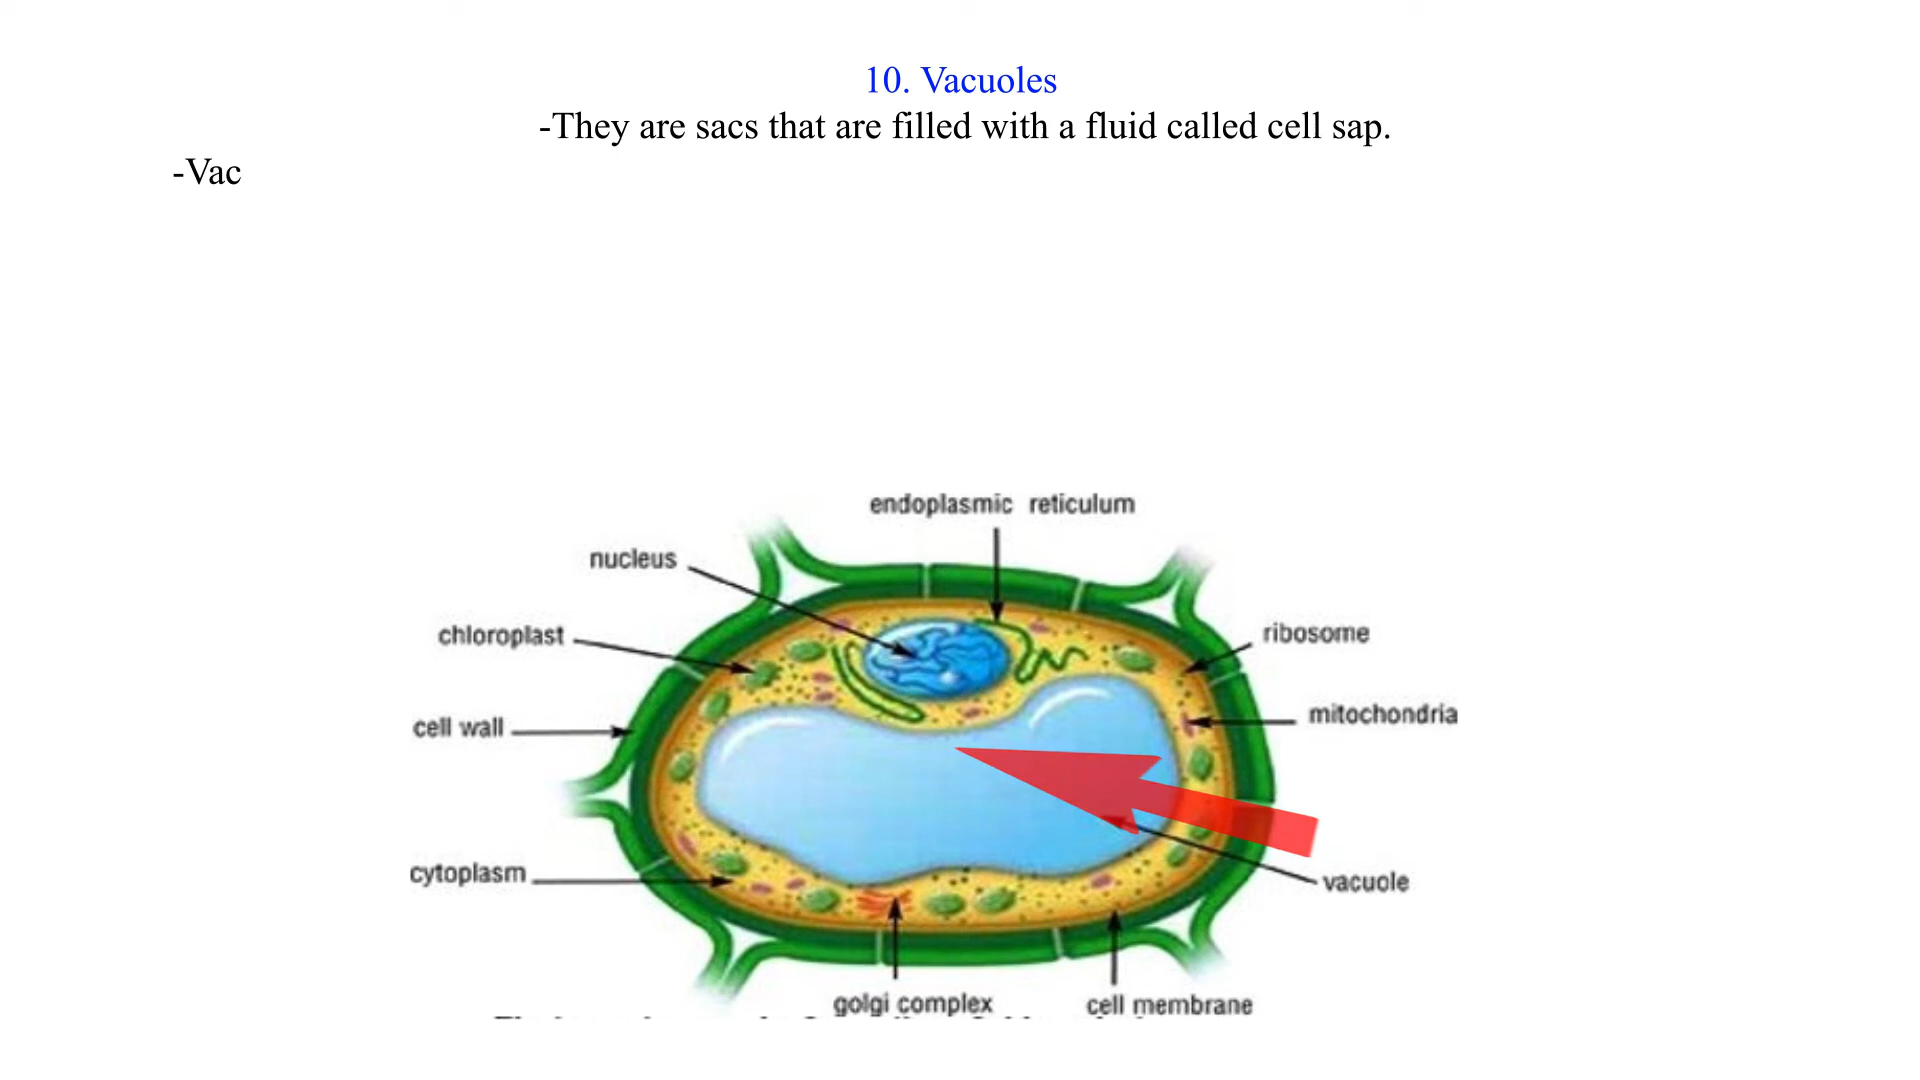 10. Vacuoles
-They are sacs that are filled with a fluid called cell sap.
-Vac
endoplasmic reticulum
nucleus
chloroplast
ribosome
cell wall
mitochondria
cytoplasm
vacuole
golgi complex
cell membrane